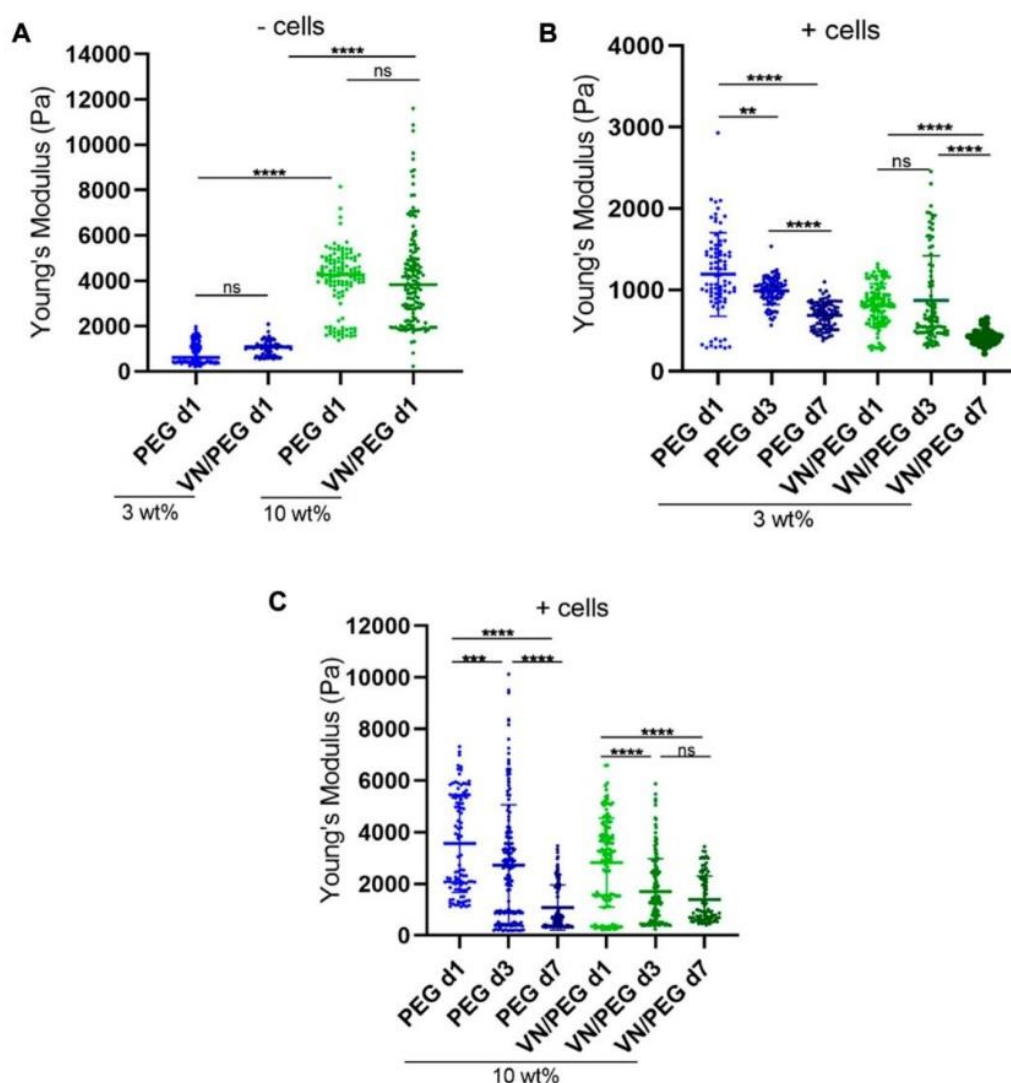 A
- cells
Young's Modulus (Pa)
14000
12000
10000
8000
6000
4000
2000
0
****
ns
****
ns
PEG d1
VN/PEG d1
PEG d1
VN/PEG d1
3 wt%
10 wt%
B
+ cells
Young's Modulus (Pa)
4000
3000
2000
1000
0
****
**
****
ns
****
****
PEG d1
PEG d3
PEG d7
VN/PEG d1
VN/PEG d3
VN/PEG d7
3 wt%
C
+ cells
Young's Modulus (Pa)
12000
10000
8000
6000
4000
2000
0
****
***
****
****
****
ns
PEG d1
PEG d3
PEG d7
VN/PEG d1
VN/PEG d3
VN/PEG d7
10 wt%